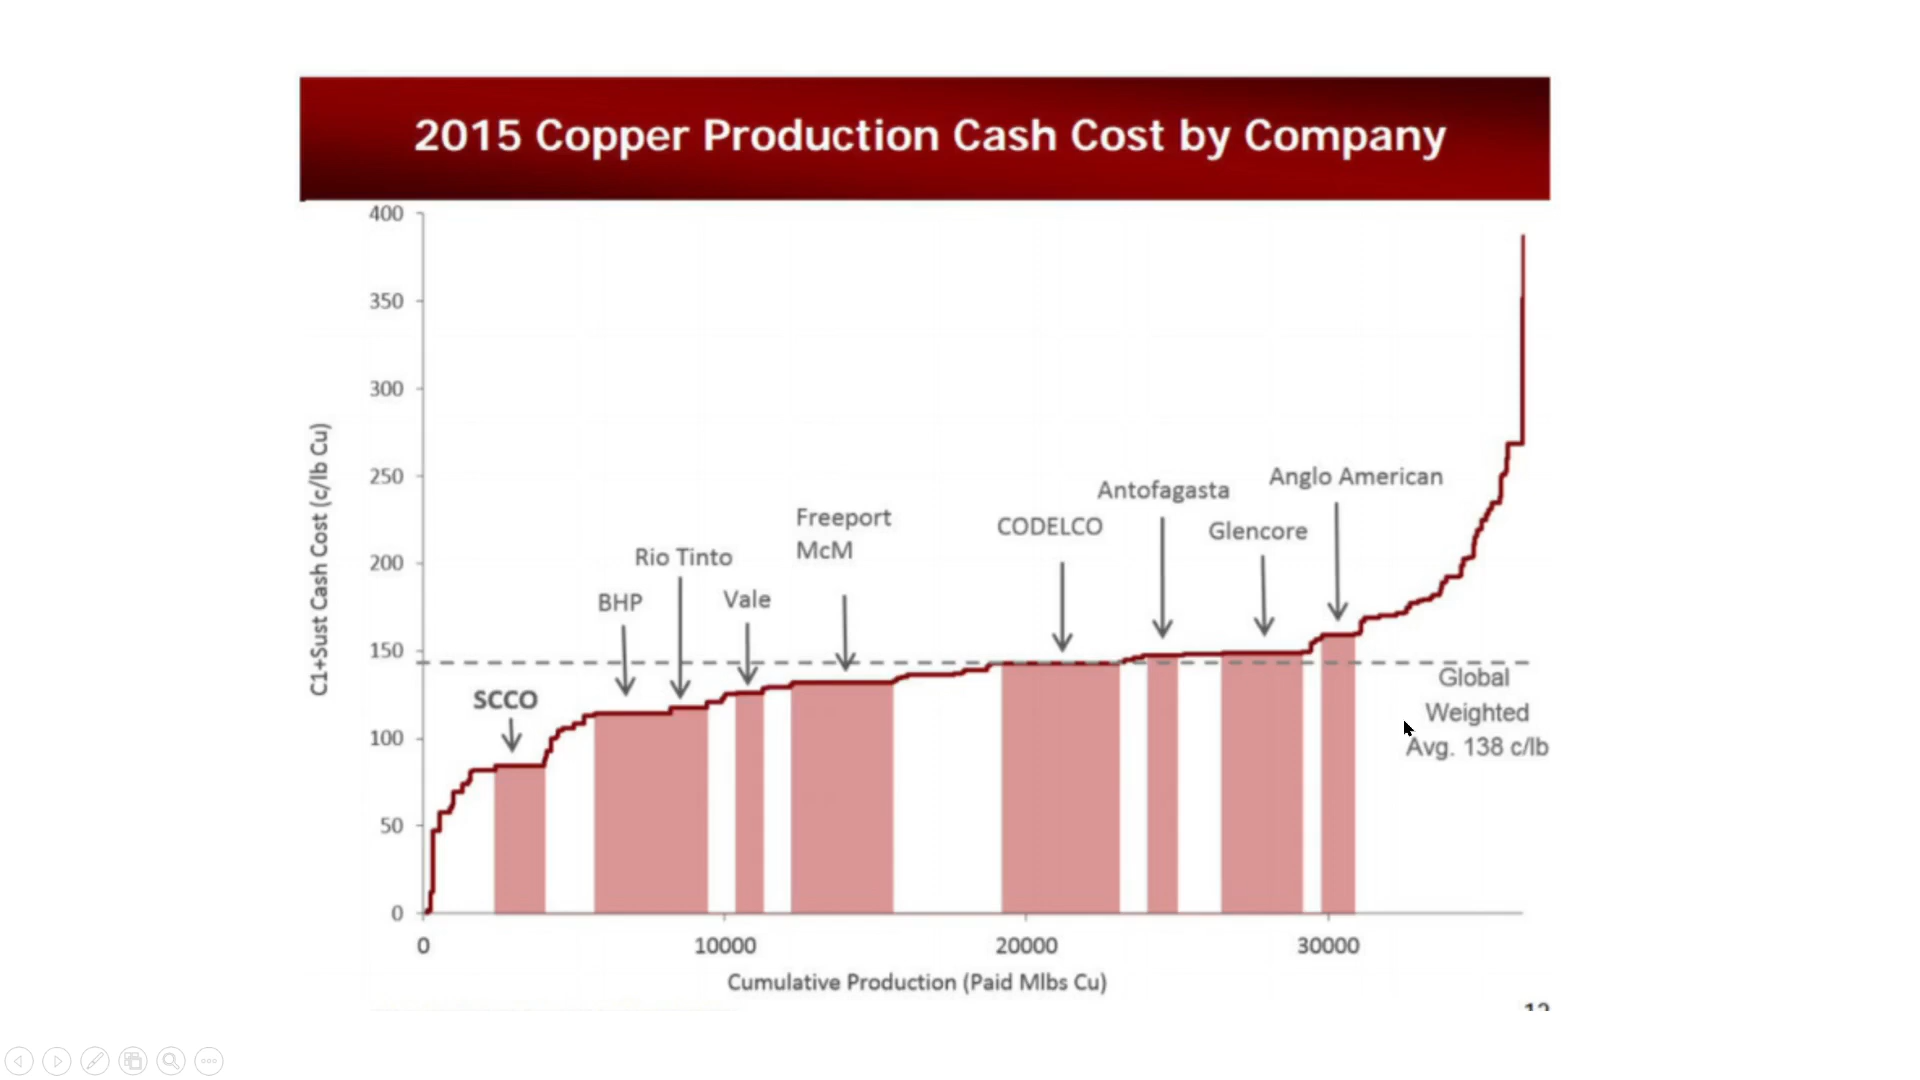 2015 Copper Production Cash Cost by Company
400
350
300
250
200
150
100
50
0
C1+Sust Cash Cost (c/lb Cu)
SCCO
BHP
Rio Tinto
Vale
Freeport
McM
CODELCO
Antofagasta
Glencore
Anglo American
Global
Weighted
Avg. 138 c/lb
0
10000
20000
30000
Cumulative Production (Paid Mlbs Cu)